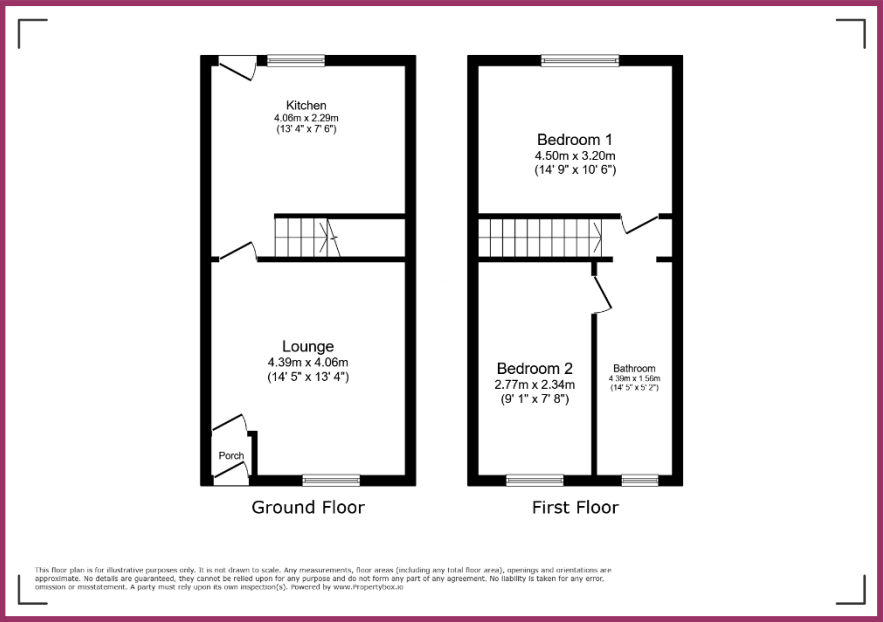 Kitchen
4.06m x 2.29m
(13' 4" x 7' 6")
Lounge
4.39m x 4.06m
(14' 5" x 13' 4")
Porch
Ground Floor
Bedroom 1
4.50m x 3.20m
(14' 9" x 10' 6")
Bedroom 2
2.77m x 2.34m
(9' 1" x 7' 8")
Bathroom
4.39m x 1.56m
(14' 5" x 5' 2")
First Floor
This floor plan is for illustrative purposes only. It is not drawn to scale. Any measurements, floor areas (including any total floor area), openings and orientations are
approximate. No details are guaranteed, they cannot be relied upon for any purpose and do not form any part of any agreement. No liability is taken for any error,
omission or misstatement. A party must rely upon its own inspection(s). Powered by www.Propertybox.io